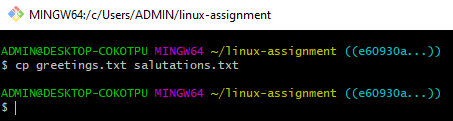 MINGW64:/c/Users/ADMIN/linux-assignment
ADMIN@DESKTOP-COKOTPU MINGW64 ~/linux-assignment ((e60930a...))
$ cp greetings.txt salutations.txt
ADMIN@DESKTOP-COKOTPU MINGW64 ~/linux-assignment ((e60930a...))
$